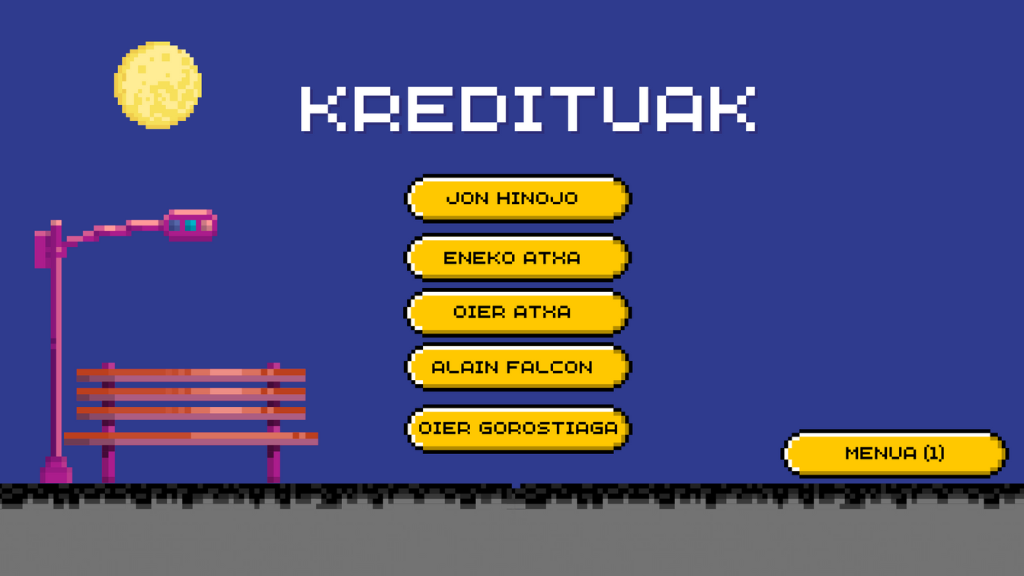 KREDITUAK
JON HINOJO
ENEKO ATXA
OIER ATXA
ALAIN FALCON
OIER GOROSTIAGA
MENUA (1)